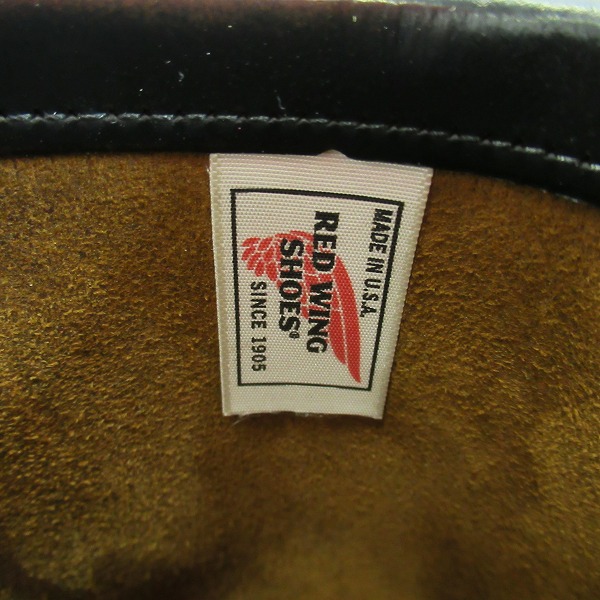 MADE IN U.S.A.
RED WING
SHOES®
SINCE 1905